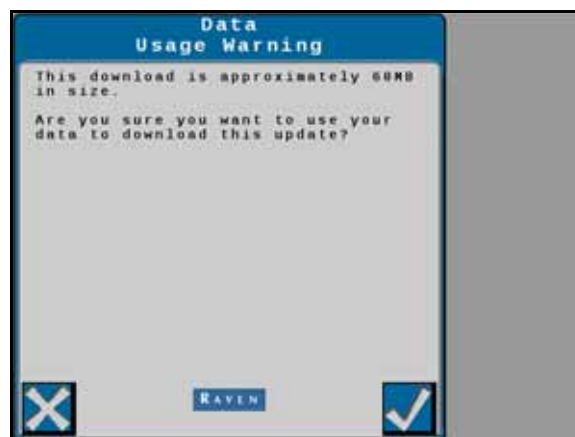 Data
Usage Warning
This download is approximately 60MB
in size.
Are you sure you want to use your
data to download this update?
RAVEN